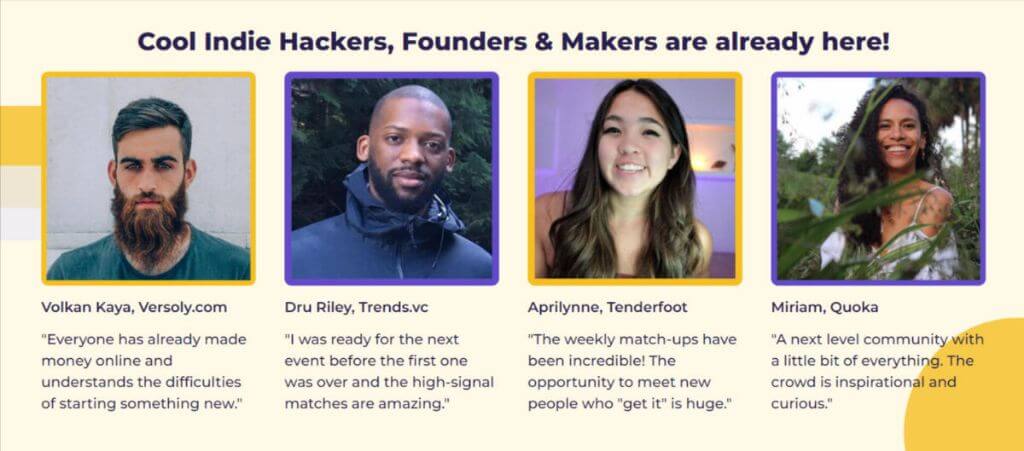 Cool Indie Hackers, Founders & Makers are already here!
Volkan Kaya, Versoly.com
"Everyone has already made
money online and
understands the difficulties
of starting something new."
Dru Riley, Trends.vc
"I was ready for the next
event before the first one
was over and the high-signal
matches are amazing."
Aprilynne, Tenderfoot
"The weekly match-ups have
been incredible! The
opportunity to meet new
people who "get it" is huge."
Miriam, Quoka
"A next level community with
a little bit of everything. The
crowd is inspirational and
curious."